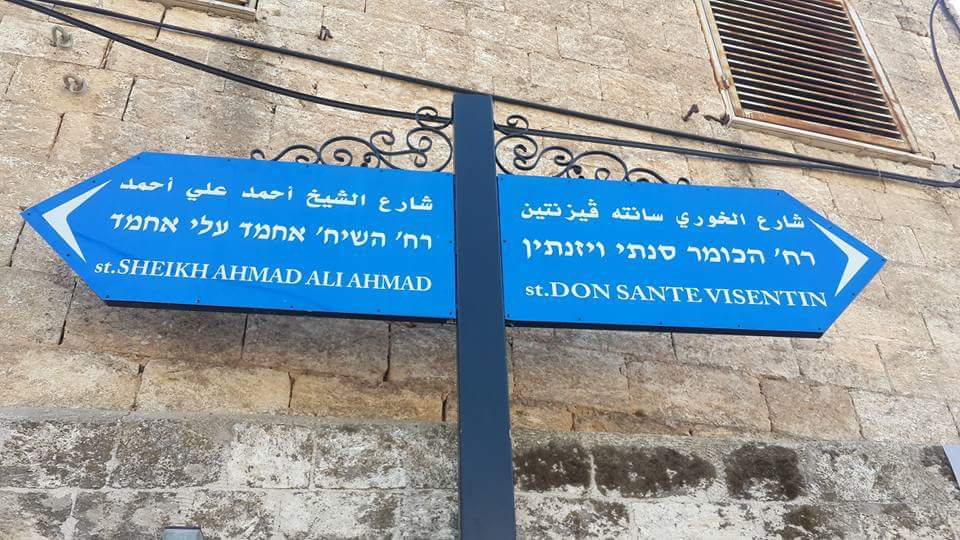 شارع الشيخ أحمد علي أحمد
רח' השיח' אחמד עלי אחמד
st.SHEIKH AHMAD ALI AHMAD
شارع الخوري سانته ڤيزنتين
רח' הכומר סנתי ויזנתין
st.DON SANTE VISENTIN